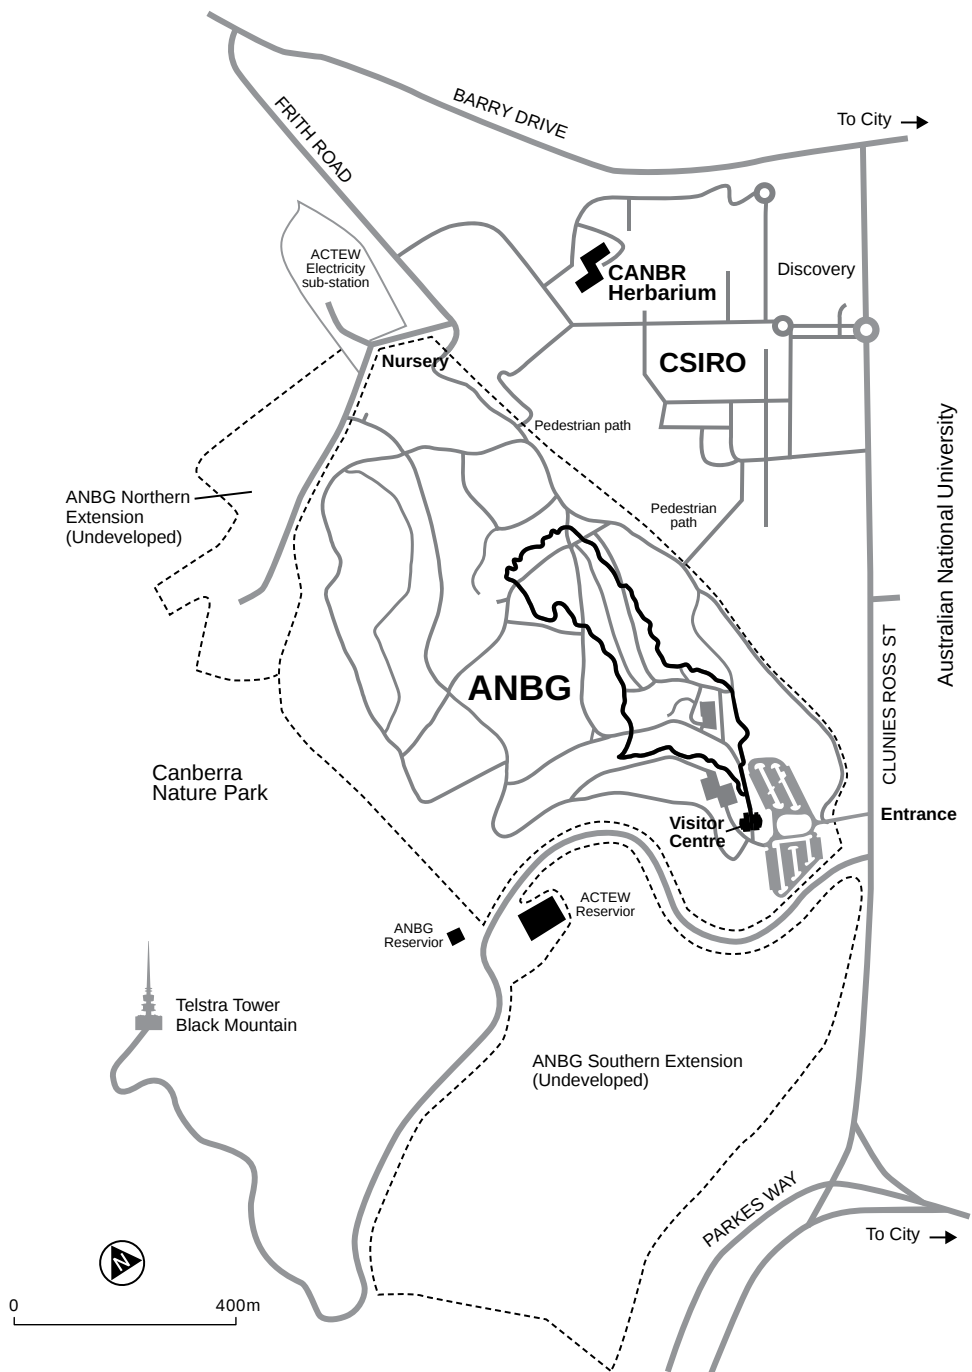 BARRY DRIVE
To City
FRITH ROAD
ACTEW
Electricity
sub-station
CANBR
Herbarium
Discovery
Nursery
CSIRO
Pedestrian path
Australian National University
ANBG Northern
Extension
(Undeveloped)
Pedestrian
path
CLUNIES ROSS ST
ANBG
Canberra
Nature Park
Visitor
Centre
Entrance
ACTEW
Reservior
ANBG
Reservior
Telstra Tower
Black Mountain
ANBG Southern Extension
(Undeveloped)
PARKES WAY
To City
N
0
400m